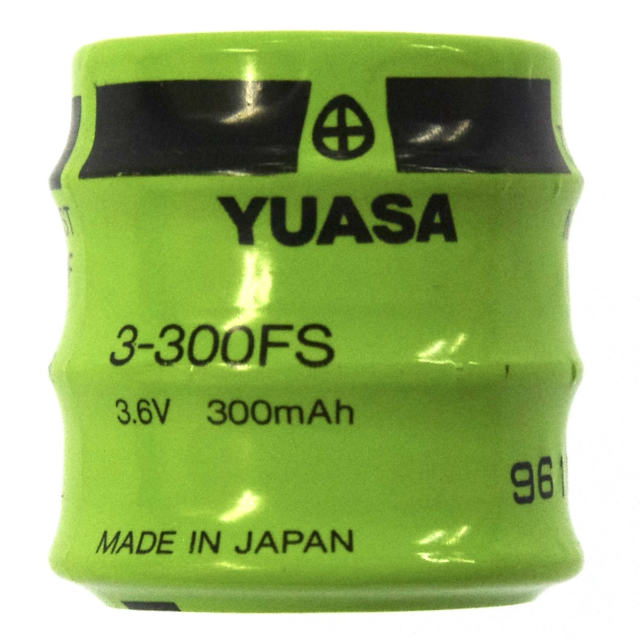 YUASA
3-300FS
3.6V 300mAh
961
MADE IN JAPAN